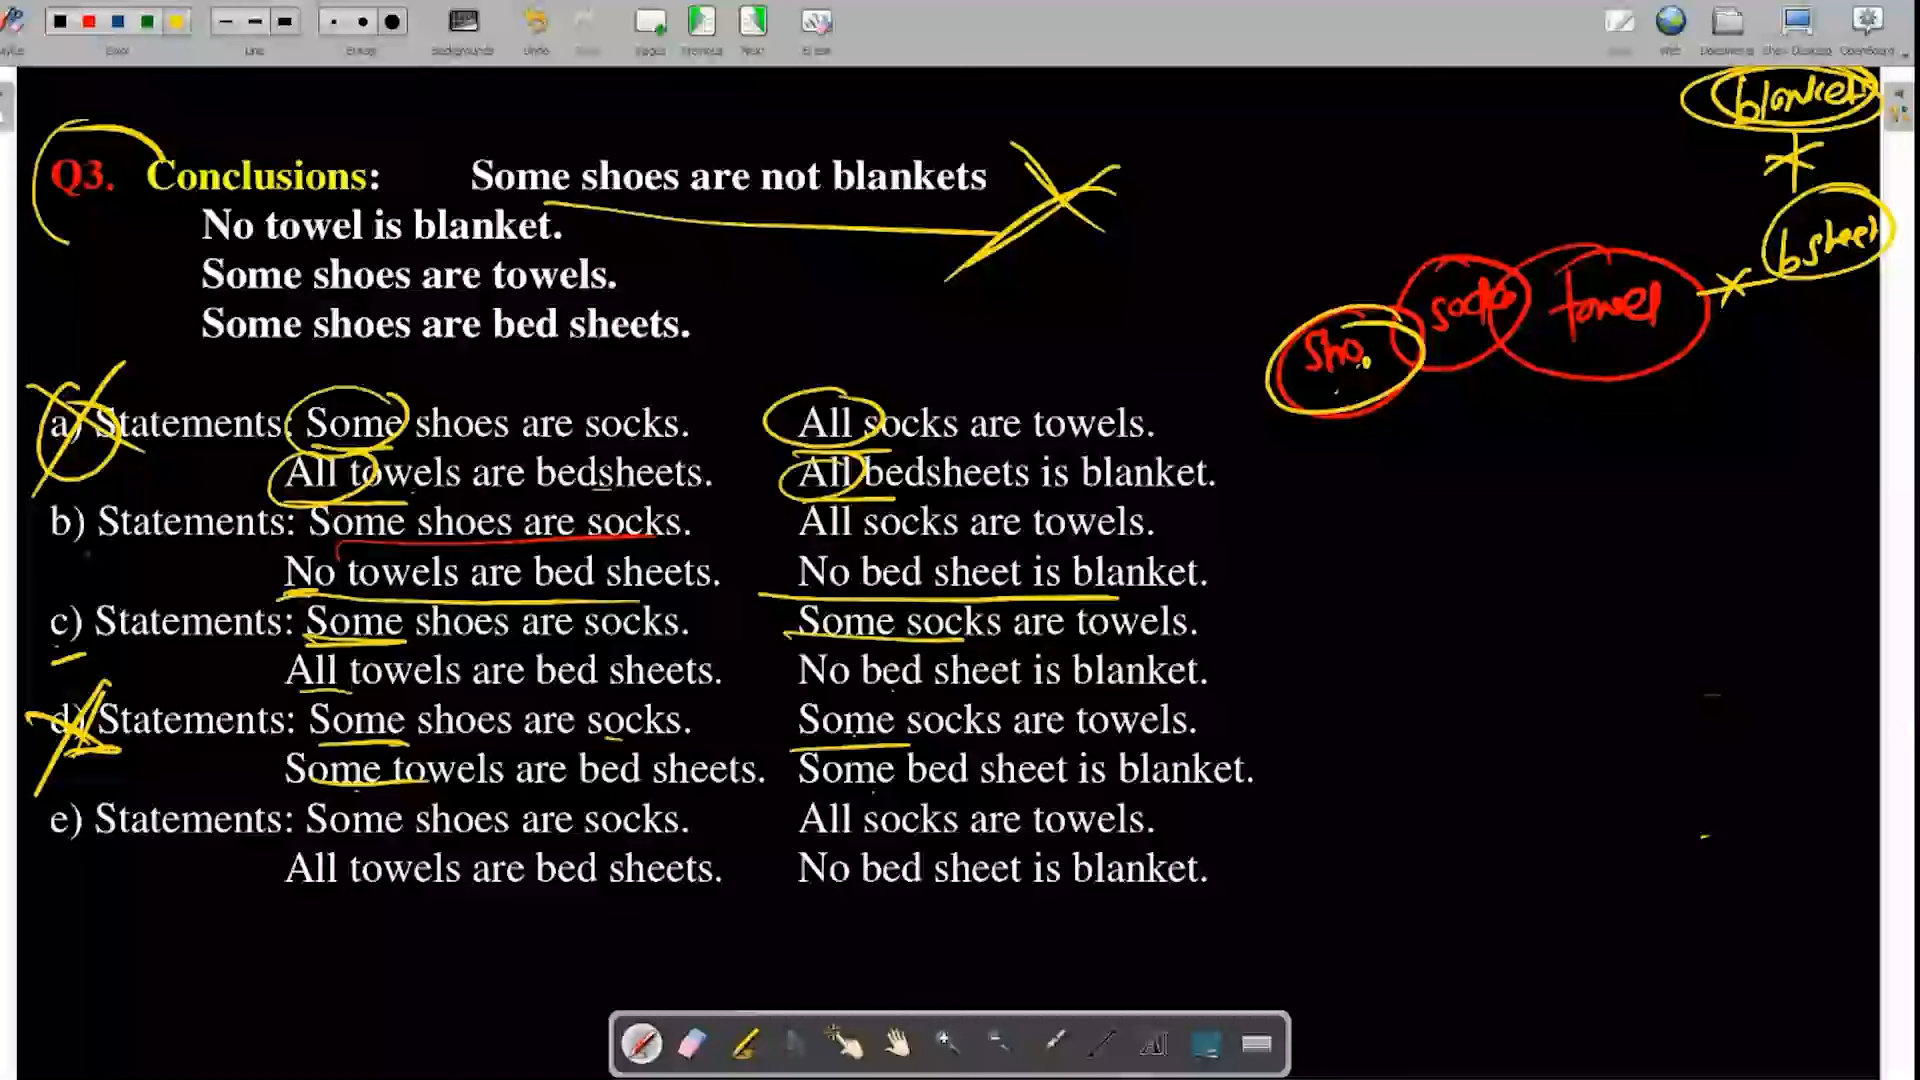 Web Documents Show Desktop OpenBoard
blanket
Q3. Conclusions: Some shoes are not blankets
No towel is blanket.
Some shoes are towels.
Some shoes are bed sheets.
b sheet
socks towel
sho.
a) Statements: Some shoes are socks. All socks are towels.
All towels are bedsheets. All bedsheets is blanket.
b) Statements: Some shoes are socks. All socks are towels.
No towels are bed sheets. No bed sheet is blanket.
c) Statements: Some shoes are socks. Some socks are towels.
All towels are bed sheets. No bed sheet is blanket.
d) Statements: Some shoes are socks. Some socks are towels.
Some towels are bed sheets. Some bed sheet is blanket.
e) Statements: Some shoes are socks. All socks are towels.
All towels are bed sheets. No bed sheet is blanket.